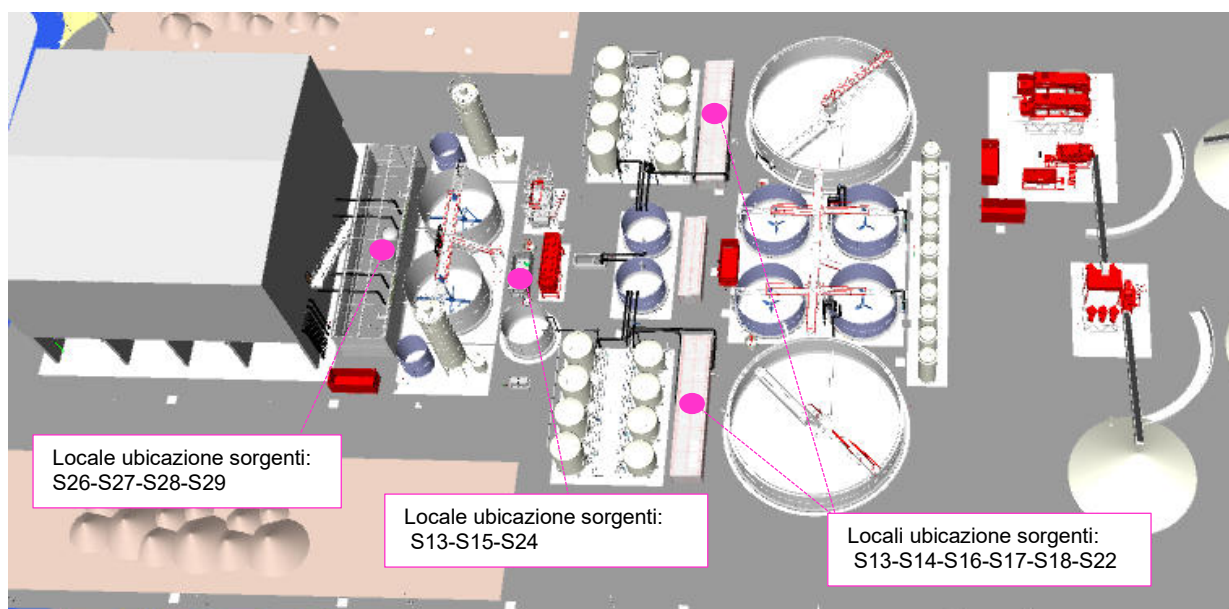 Locale ubicazione sorgenti:
S26-S27-S28-S29
Locale ubicazione sorgenti:
S13-S15-S24
Locali ubicazione sorgenti:
S13-S14-S16-S17-S18-S22